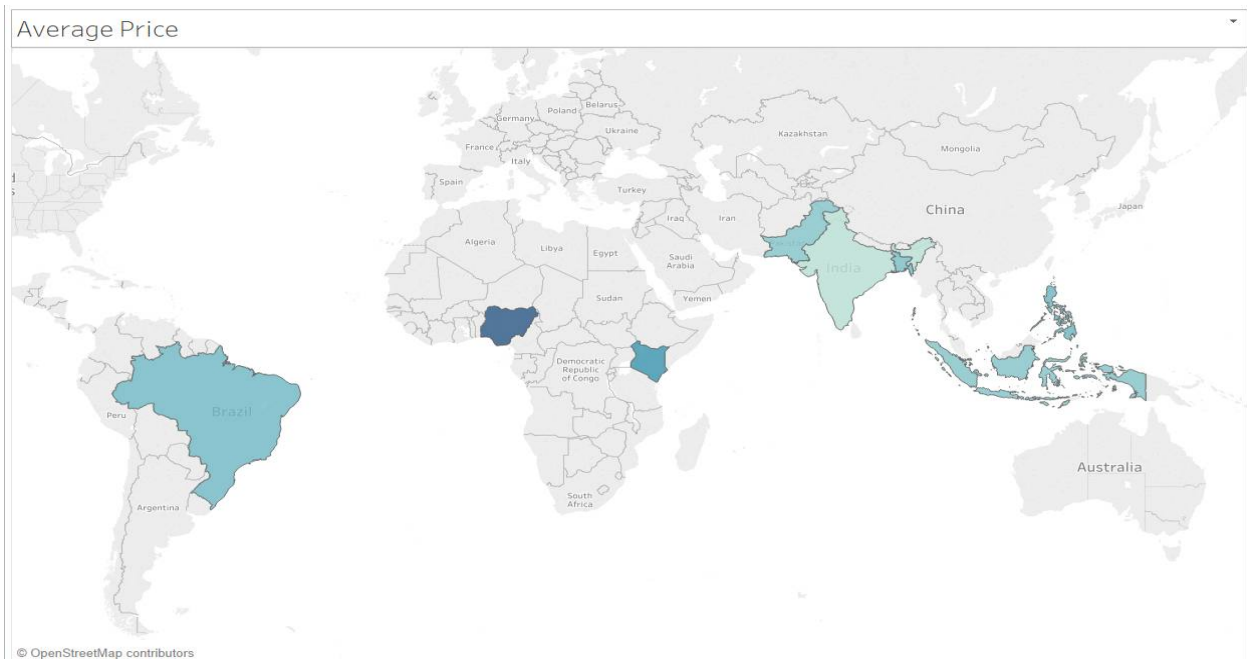 Average Price
Poland
Belarus
Germany
Ukraine
Kazakhstan
France
Mongolia
Italy
Spain
Turkey
China
Japan
Iraq
Iran
Algeria
Libya
Egypt
Saudi
Arabia
India
Sudan
Yemen
Democratic
Republic
of Congo
Brazil
Peru
Australia
South
Africa
Argentina
© OpenStreetMap contributors